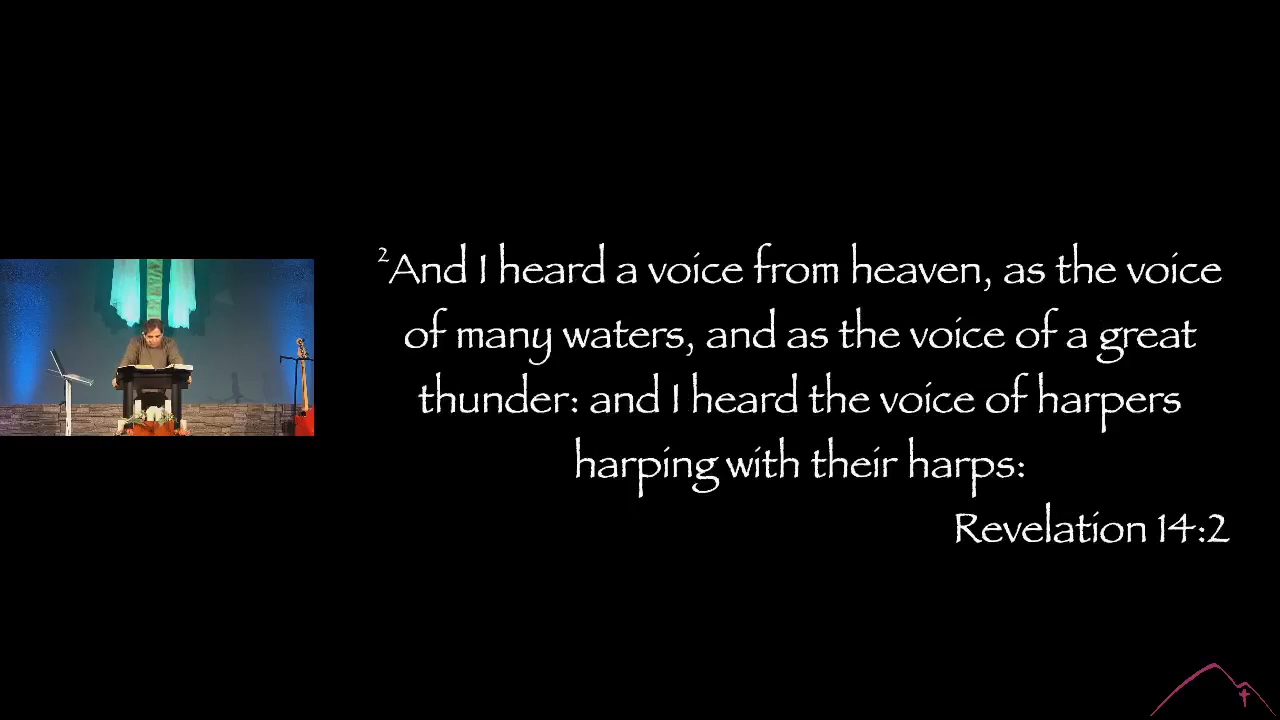 ²And I heard a voice from heaven, as the voice
of many waters, and as the voice of a great
thunder: and I heard the voice of harpers
harping with their harps:
Revelation 14:2